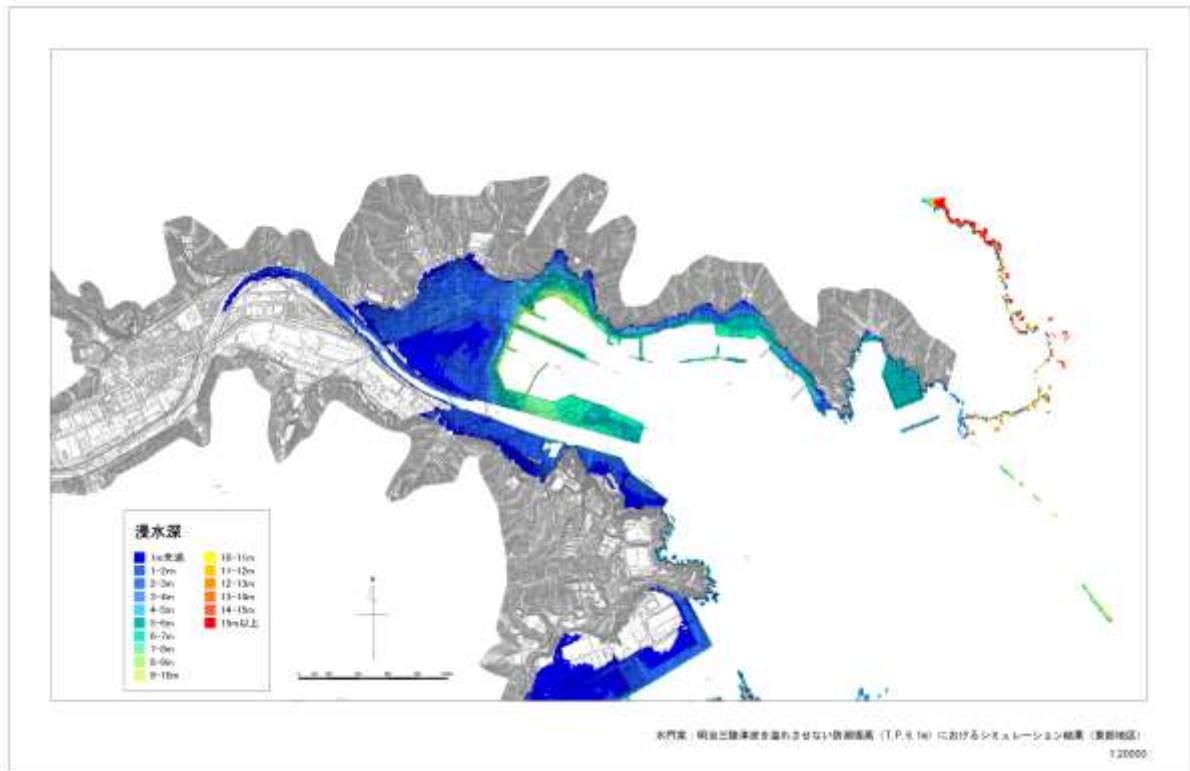 浸水深
1m未満
1-2m
2-3m
3-4m
4-5m
5-6m
6-7m
7-8m
8-9m
9-10m
10-11m
11-12m
12-13m
13-14m
14-15m
15m以上
水門案:明治三陸津波を溢れさせない防潮堤高(T.P.6.1m)におけるシミュレーション結果(東部地区)
1:20000